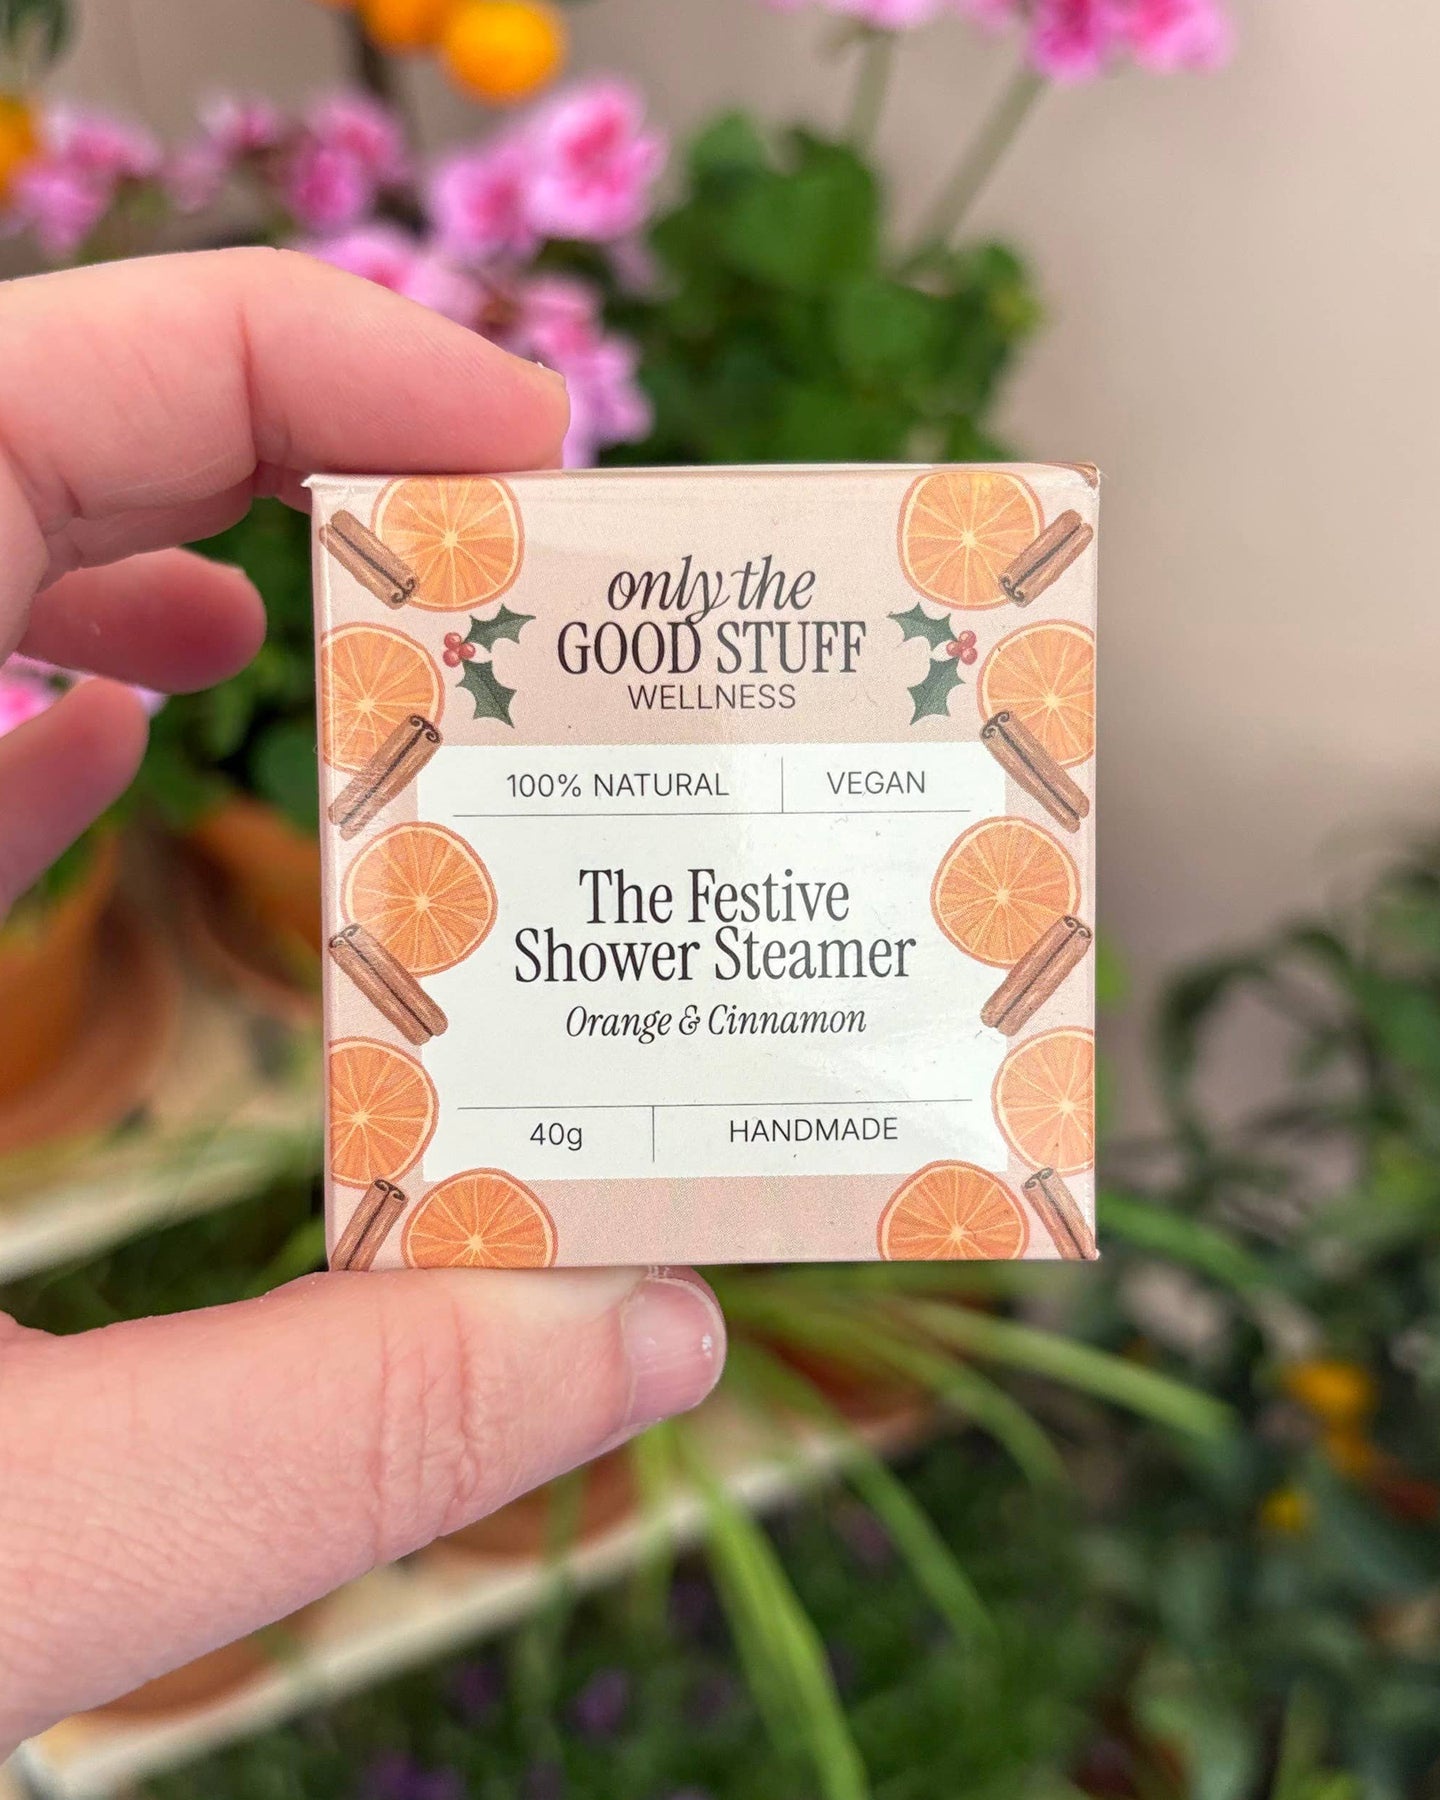 only the
GOOD STUFF
WELLNESS
100% NATURAL VEGAN
The Festive
Shower Steamer
Orange & Cinnamon
40g HANDMADE